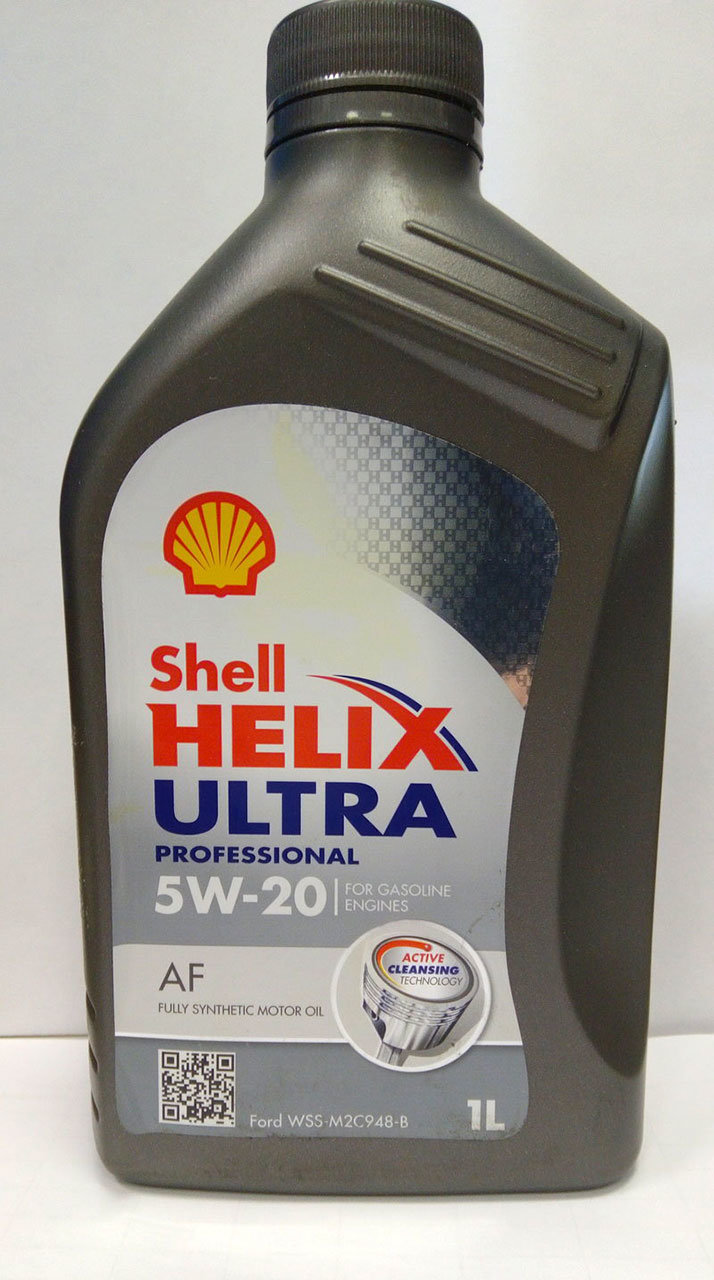 Shell
HELIX
ULTRA
PROFESSIONAL
5W-20
FOR GASOLINE
ENGINES
AF
FULLY SYNTHETIC MOTOR OIL
ACTIVE
CLEANSING
TECHNOLOGY
Ford WSS-M2C948-B
1L